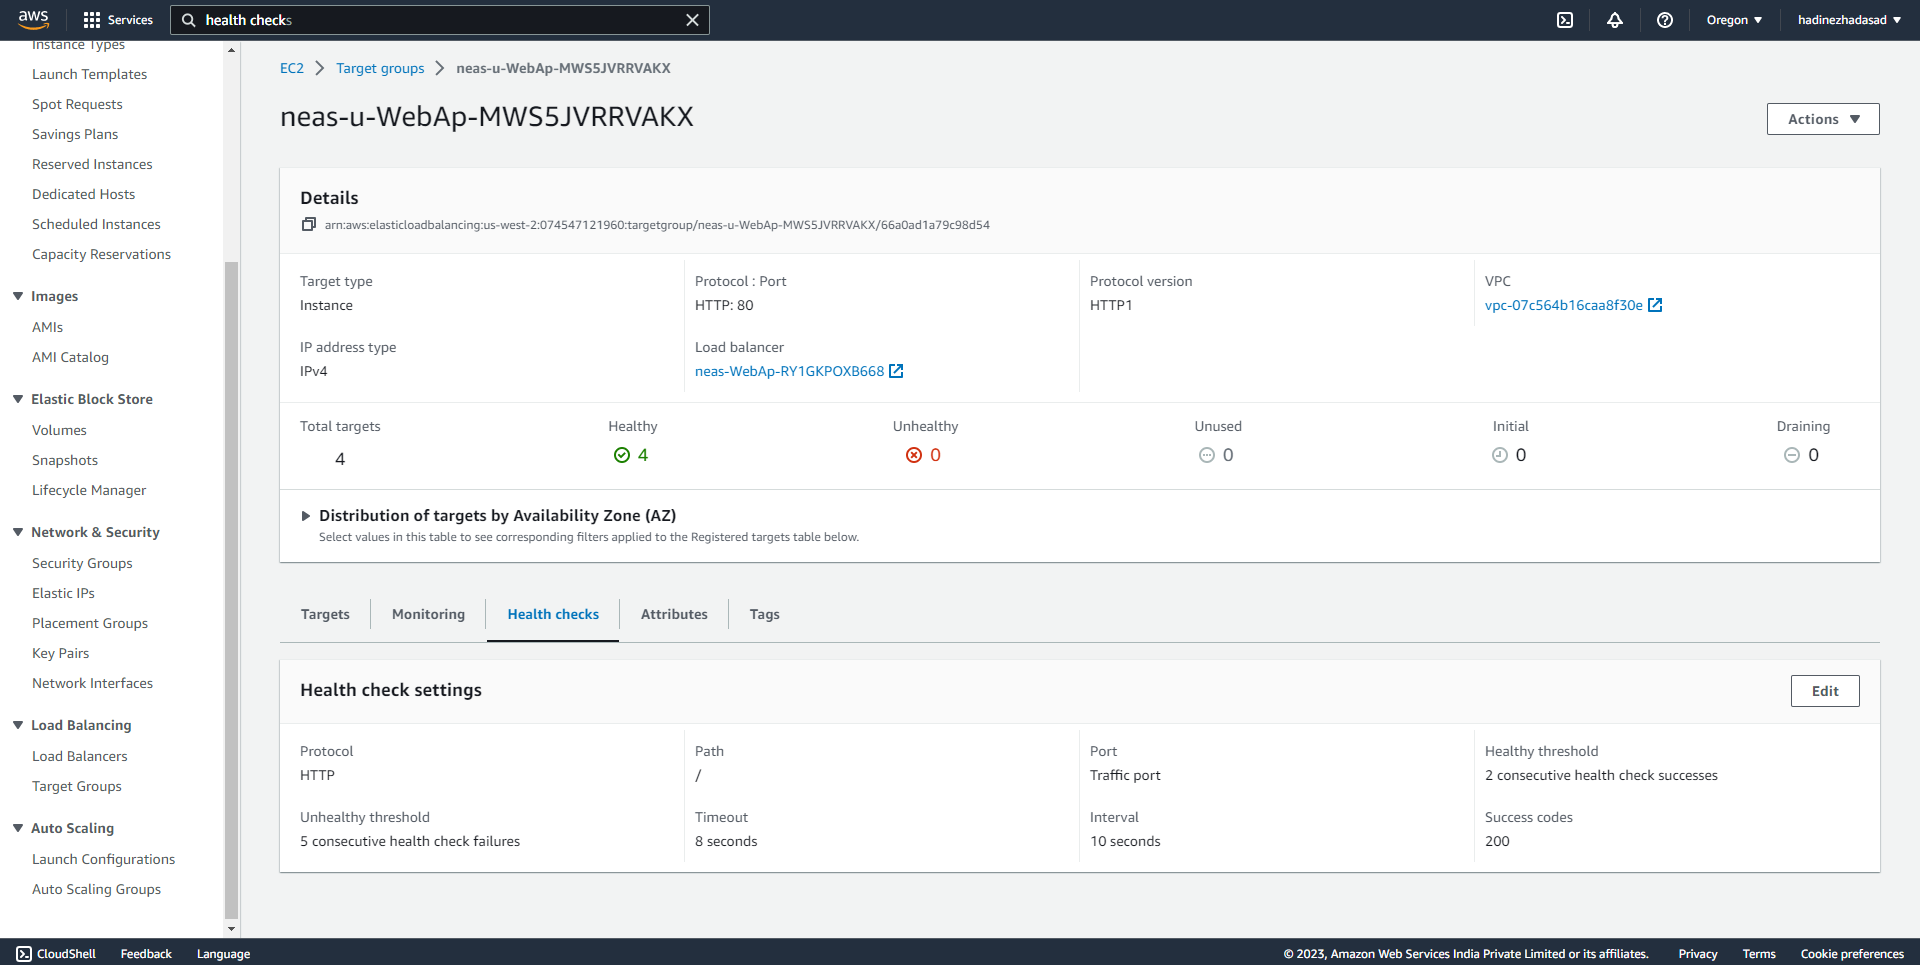 aws
Services
health checks
Oregon
hadinezhadasad
Instance Types
Launch Templates
Spot Requests
Savings Plans
Reserved Instances
Dedicated Hosts
Scheduled Instances
Capacity Reservations
Images
AMIs
AMI Catalog
Elastic Block Store
Volumes
Snapshots
Lifecycle Manager
Network & Security
Security Groups
Elastic IPs
Placement Groups
Key Pairs
Network Interfaces
Load Balancing
Load Balancers
Target Groups
Auto Scaling
Launch Configurations
Auto Scaling Groups
EC2 Target groups neas-u-WebAp-MWS5JVRRVAKX
neas-u-WebAp-MWS5JVRRVAKX
Actions
Details
arn:aws:elasticloadbalancing:us-west-2:074547121960:targetgroup/neas-u-WebAp-MWS5JVRRVAKX/66a0ad1a79c98d54
Target type
Instance
Protocol : Port
HTTP: 80
Protocol version
HTTP1
VPC
vpc-07c564b16caa8f30e
IP address type
IPv4
Load balancer
neas-WebAp-RY1GKPOXB668
Total targets
4
Healthy
4
Unhealthy
0
Unused
0
Initial
0
Draining
0
Distribution of targets by Availability Zone (AZ)
Select values in this table to see corresponding filters applied to the Registered targets table below.
Targets
Monitoring
Health checks
Attributes
Tags
Health check settings
Edit
Protocol
HTTP
Path
/
Port
Traffic port
Healthy threshold
2 consecutive health check successes
Unhealthy threshold
5 consecutive health check failures
Timeout
8 seconds
Interval
10 seconds
Success codes
200
CloudShell
Feedback
Language
© 2023, Amazon Web Services India Private Limited or its affiliates.
Privacy
Terms
Cookie preferences